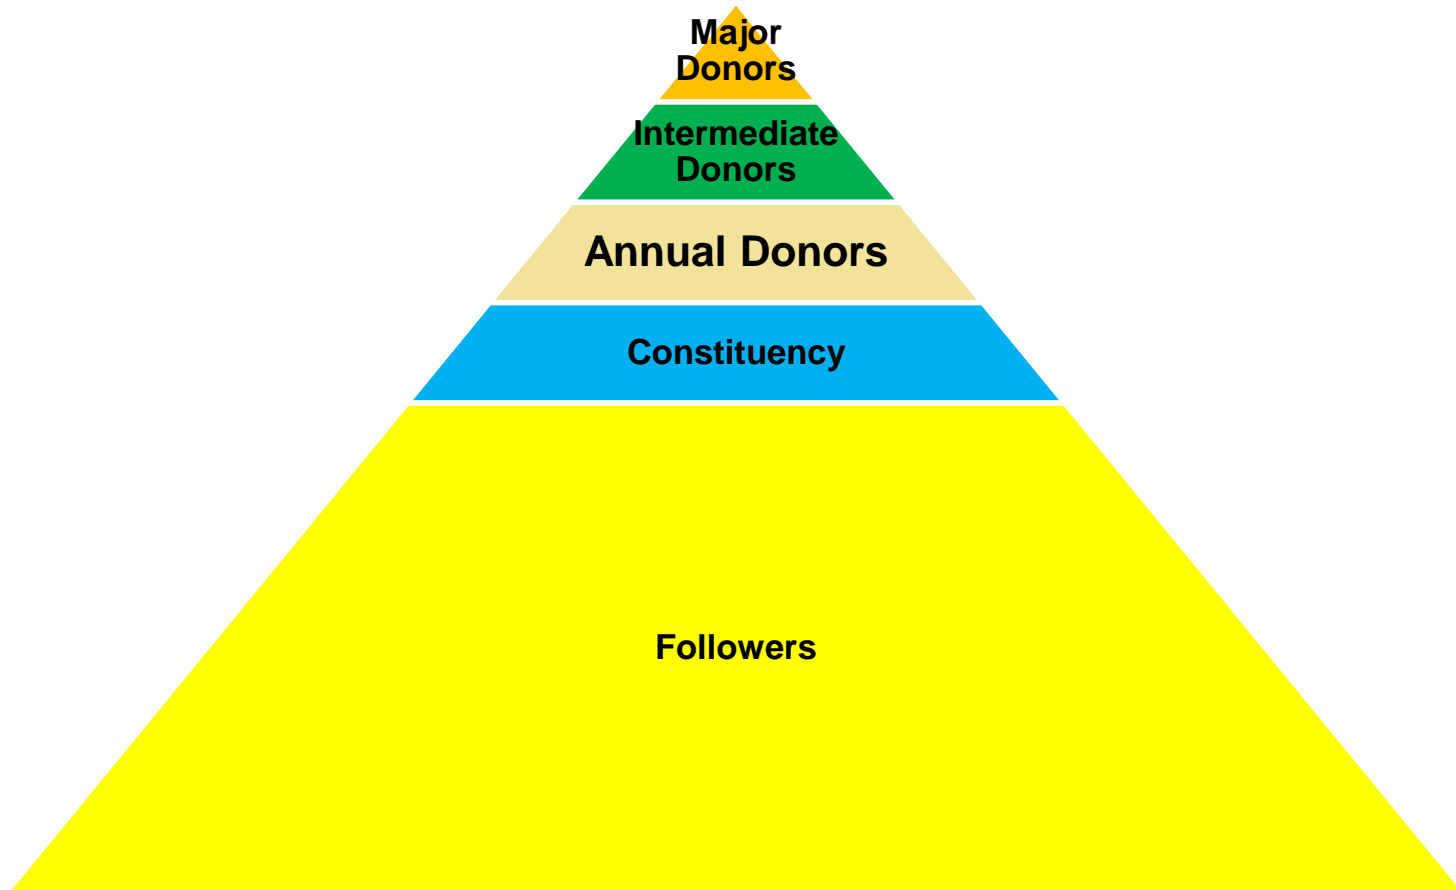 Major
Donors
Intermediate
Donors
Annual Donors
Constituency
Followers